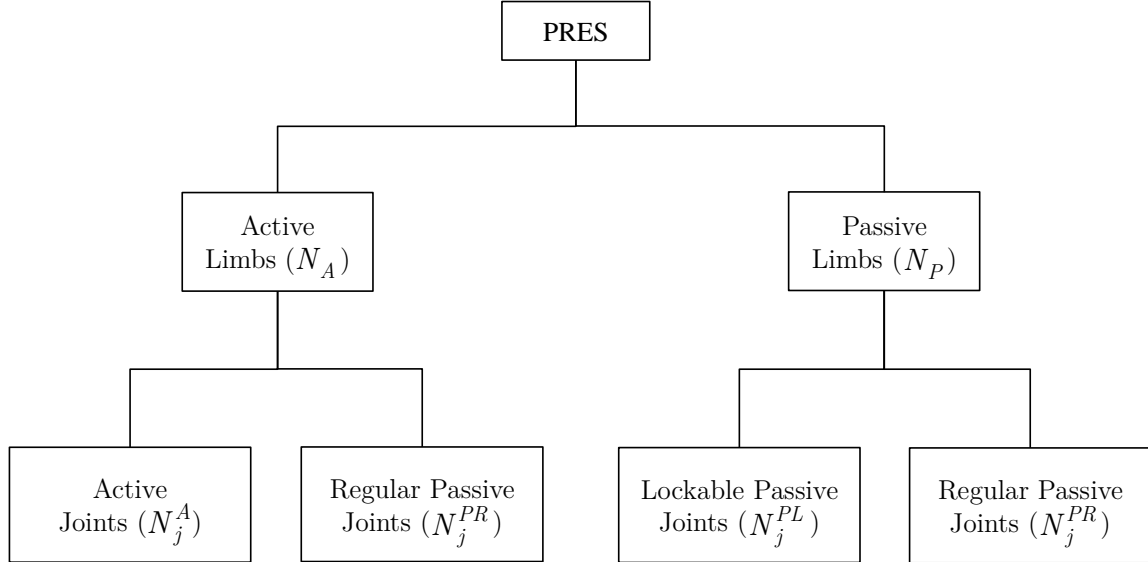 PRES
Active
Limbs (N_A)
Passive
Limbs (N_P)
Active
Joints (N_j^A)
Regular Passive
Joints (N_j^{PR})
Lockable Passive
Joints (N_j^{PL})
Regular Passive
Joints (N_j^{PR})